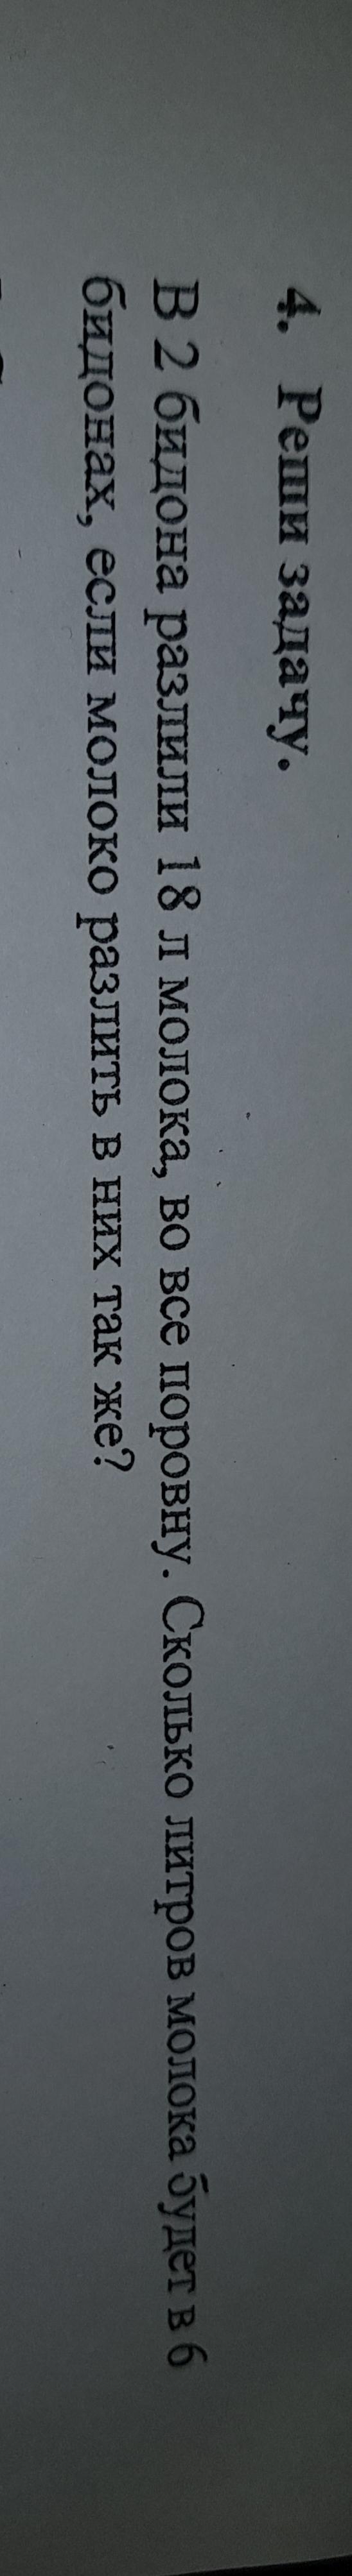 4. Реши задачу.
В 2 бидона разлили 18 л молока, во все поровну. Сколько литров молока будет в 6
бидонах, если молоко разлить в них так же?